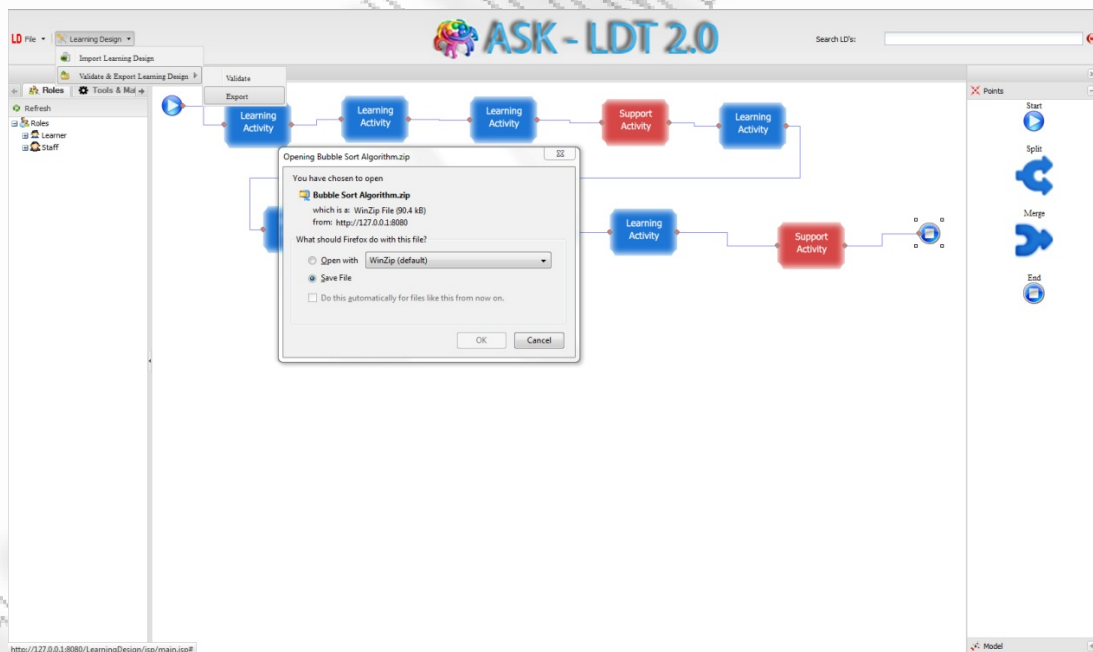 LD File
Learning Design
ASK - LDT 2.0
Search LD's:
Import Learning Design
Validate & Export Learning Design
Validate
Export
Roles
Tools & Ma
Refresh
Roles
Learner
Staff
Learning Activity
Learning Activity
Learning Activity
Support Activity
Learning Activity
Opening Bubble Sort Algorithm.zip
You have chosen to open
Bubble Sort Algorithm.zip
which is a: WinZip File (90.4 kB)
from: http://127.0.0.1:8080
What should Firefox do with this file?
Open with WinZip (default)
Save File
Do this automatically for files like this from now on.
OK Cancel
Learning Activity
Support Activity
Points
Start
Split
Merge
End
Model
http://127.0.0.1:8080/LearningDesign/jsp/main.jsp#